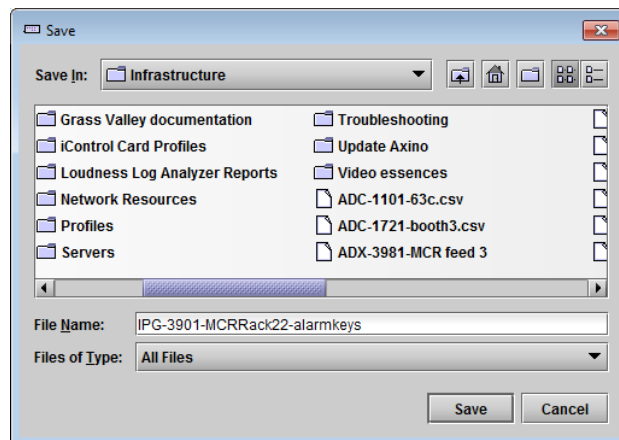 Save
Save In: Infrastructure
Grass Valley documentation
iControl Card Profiles
Loudness Log Analyzer Reports
Network Resources
Profiles
Servers
Troubleshooting
Update Axino
Video essences
ADC-1101-63c.csv
ADC-1721-booth3.csv
ADX-3981-MCR feed 3
File Name: IPG-3901-MCRRack22-alarmkeys
Files of Type: All Files
Save Cancel